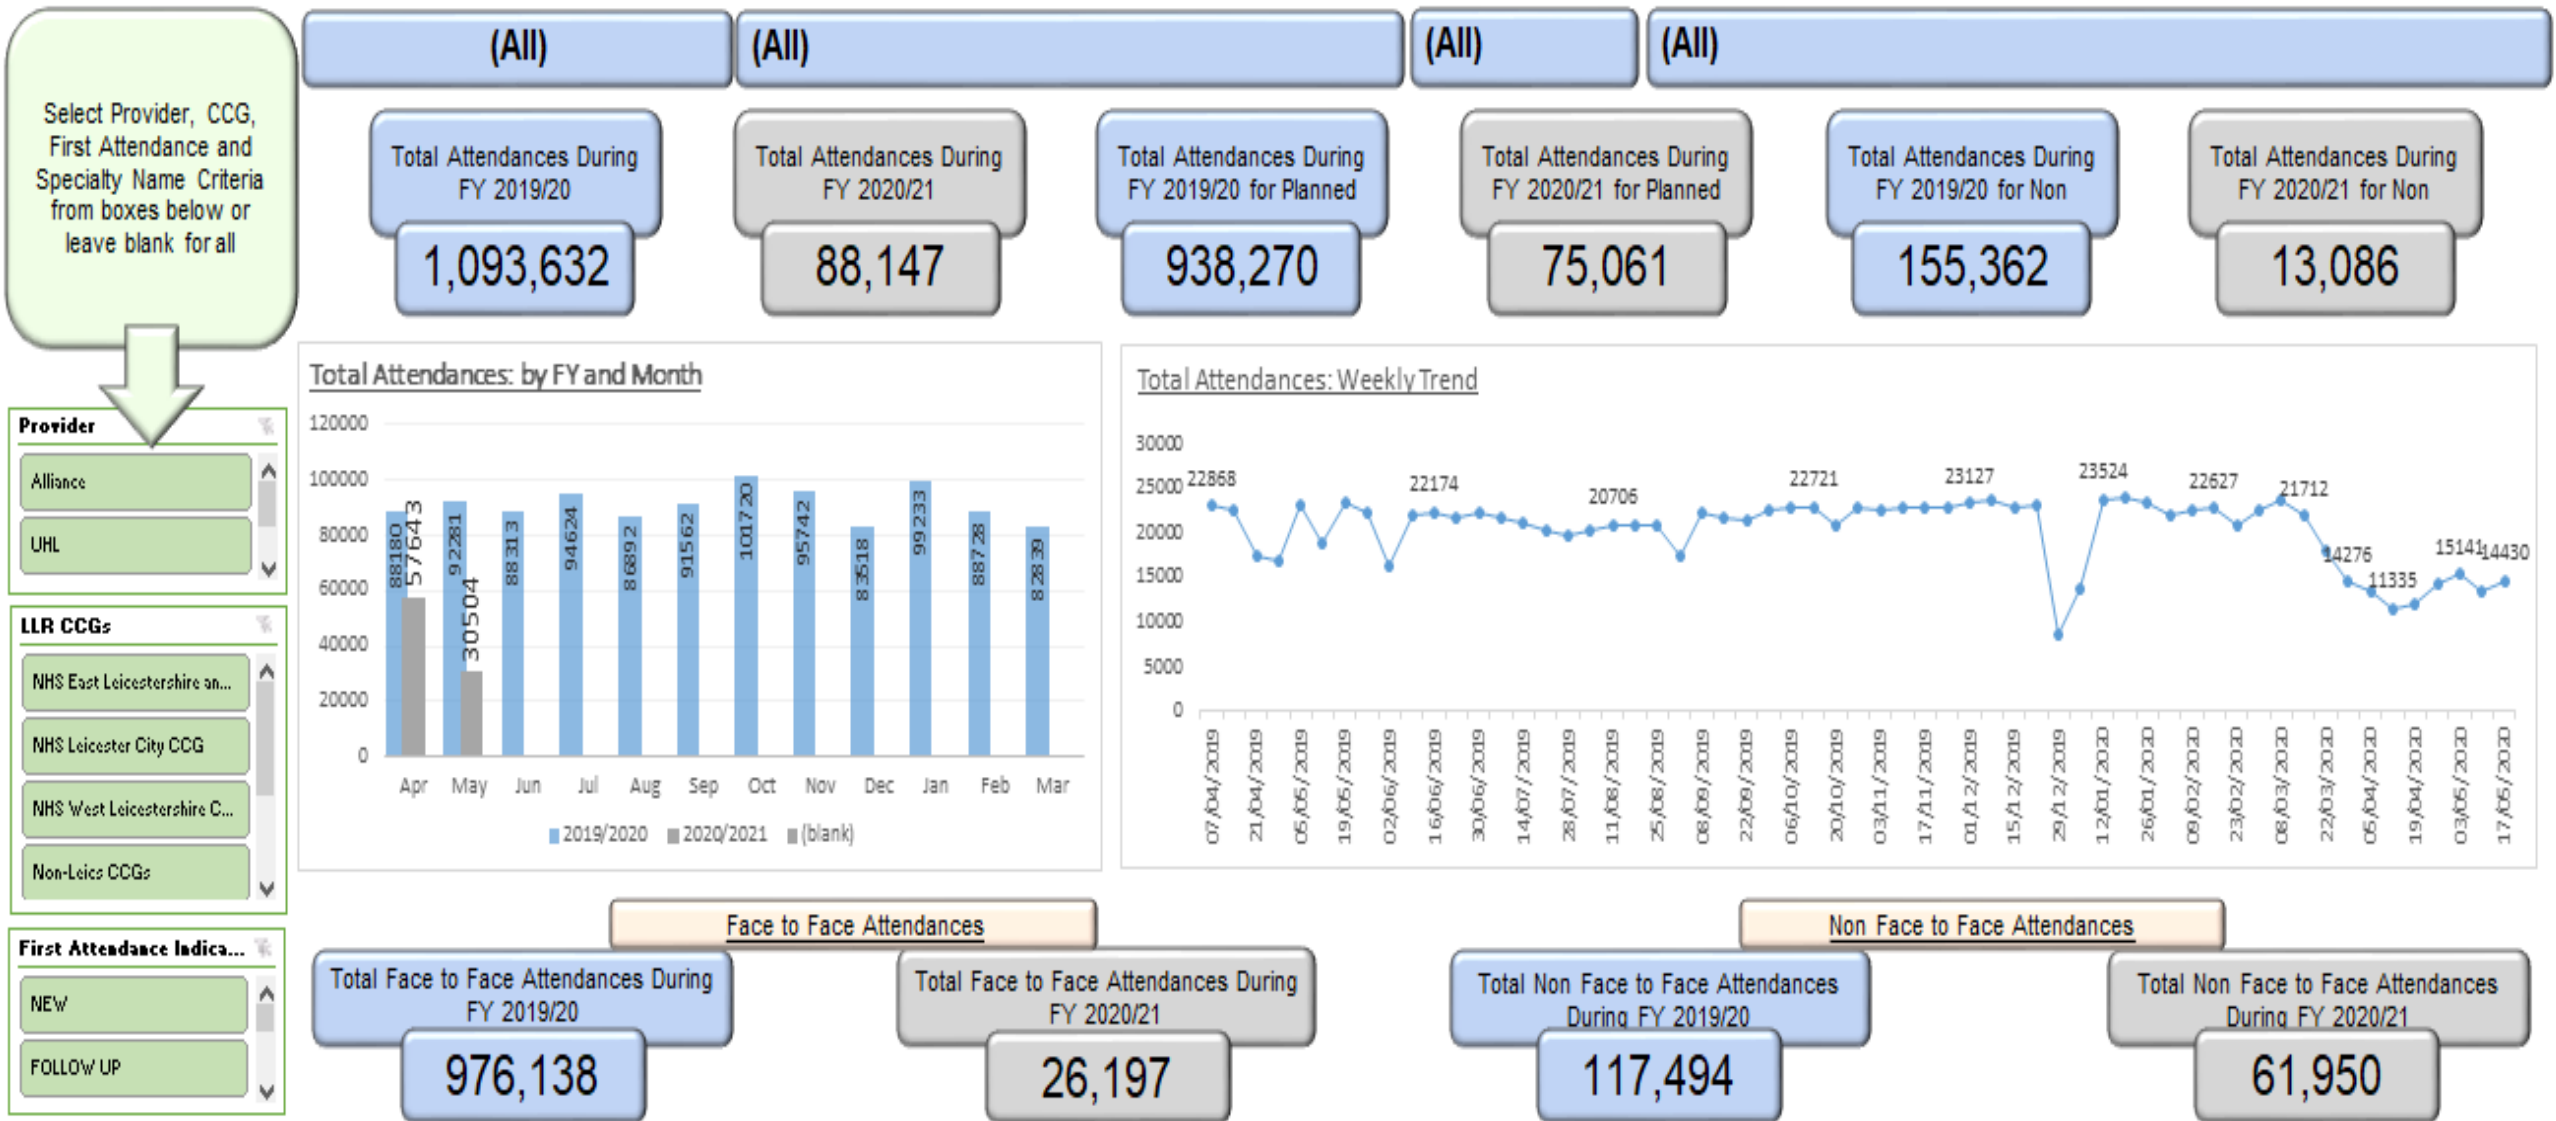 Select Provider, CCG,
First Attendance and
Specialty Name Criteria
from boxes below or
leave blank for all
(All)
(All)
(All)
(All)
Total Attendances During
FY 2019/20
1,093,632
Total Attendances During
FY 2020/21
88,147
Total Attendances During
FY 2019/20 for Planned
938,270
Total Attendances During
FY 2020/21 for Planned
75,061
Total Attendances During
FY 2019/20 for Non
155,362
Total Attendances During
FY 2020/21 for Non
13,086
Provider
Alliance
UHL
LLR CCGs
NHS East Leicestershire an...
NHS Leicester City CCG
NHS West Leicestershire C...
Non-Leics CCGs
First Attendance Indica...
NEW
FOLLOW UP
Total Attendances: by FY and Month
120000
100000
80000
60000
40000
20000
0
88180
57643
92281
30504
88313
94624
86892
91562
101720
95742
83518
99233
88728
82839
Apr
May
Jun
Jul
Aug
Sep
Oct
Nov
Dec
Jan
Feb
Mar
2019/2020
2020/2021
(blank)
Total Attendances: Weekly Trend
30000
25000
20000
15000
10000
5000
0
22868
22174
20706
22721
23127
23524
22627
21712
14276
11335
15141
14430
07/04/2019
21/04/2019
05/05/2019
19/05/2019
02/06/2019
16/06/2019
30/06/2019
14/07/2019
28/07/2019
11/08/2019
25/08/2019
08/09/2019
22/09/2019
06/10/2019
20/10/2019
03/11/2019
17/11/2019
01/12/2019
15/12/2019
29/12/2019
12/01/2020
26/01/2020
09/02/2020
23/02/2020
08/03/2020
22/03/2020
05/04/2020
19/04/2020
03/05/2020
17/05/2020
Face to Face Attendances
Total Face to Face Attendances During
FY 2019/20
976,138
Total Face to Face Attendances During
FY 2020/21
26,197
Non Face to Face Attendances
Total Non Face to Face Attendances
During FY 2019/20
117,494
Total Non Face to Face Attendances
During FY 2020/21
61,950